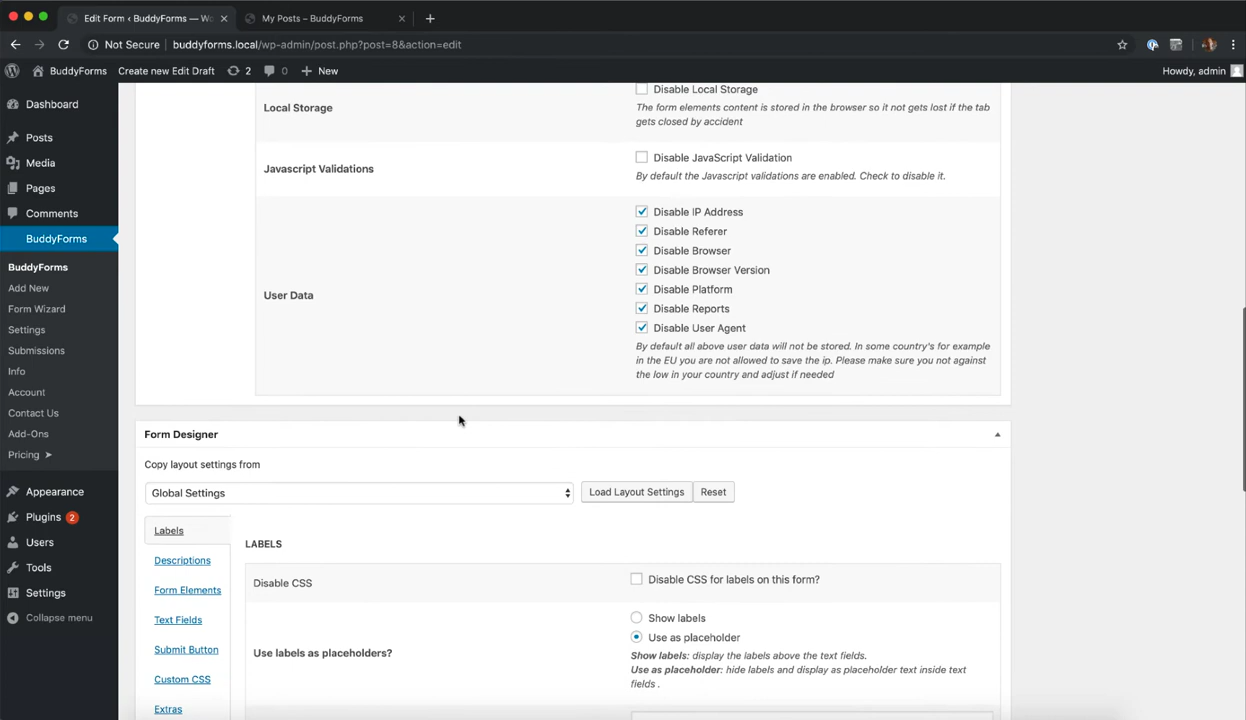 Edit Form ‹ BuddyForms — Wo
My Posts – BuddyForms
Not Secure
buddyforms.local/wp-admin/post.php?post=8&action=edit
BuddyForms
Create new Edit Draft
2
0
New
Howdy, admin
Dashboard
Posts
Media
Pages
Comments
BuddyForms
BuddyForms
Add New
Form Wizard
Settings
Submissions
Info
Account
Contact Us
Add-Ons
Pricing ➤
Appearance
Plugins 2
Users
Tools
Settings
Collapse menu
Local Storage
Disable Local Storage
The form elements content is stored in the browser so it not gets lost if the tab
gets closed by accident
Javascript Validations
Disable JavaScript Validation
By default the Javascript validations are enabled. Check to disable it.
User Data
Disable IP Address
Disable Referer
Disable Browser
Disable Browser Version
Disable Platform
Disable Reports
Disable User Agent
By default all above user data will not be stored. In some country's for example
in the EU you are not allowed to save the ip. Please make sure you not against
the low in your country and adjust if needed
Form Designer
Copy layout settings from
Global Settings
Load Layout Settings
Reset
Labels
Descriptions
Form Elements
Text Fields
Submit Button
Custom CSS
Extras
LABELS
Disable CSS
Disable CSS for labels on this form?
Use labels as placeholders?
Show labels
Use as placeholder
Show labels: display the labels above the text fields.
Use as placeholder: hide labels and display as placeholder text inside text
fields .